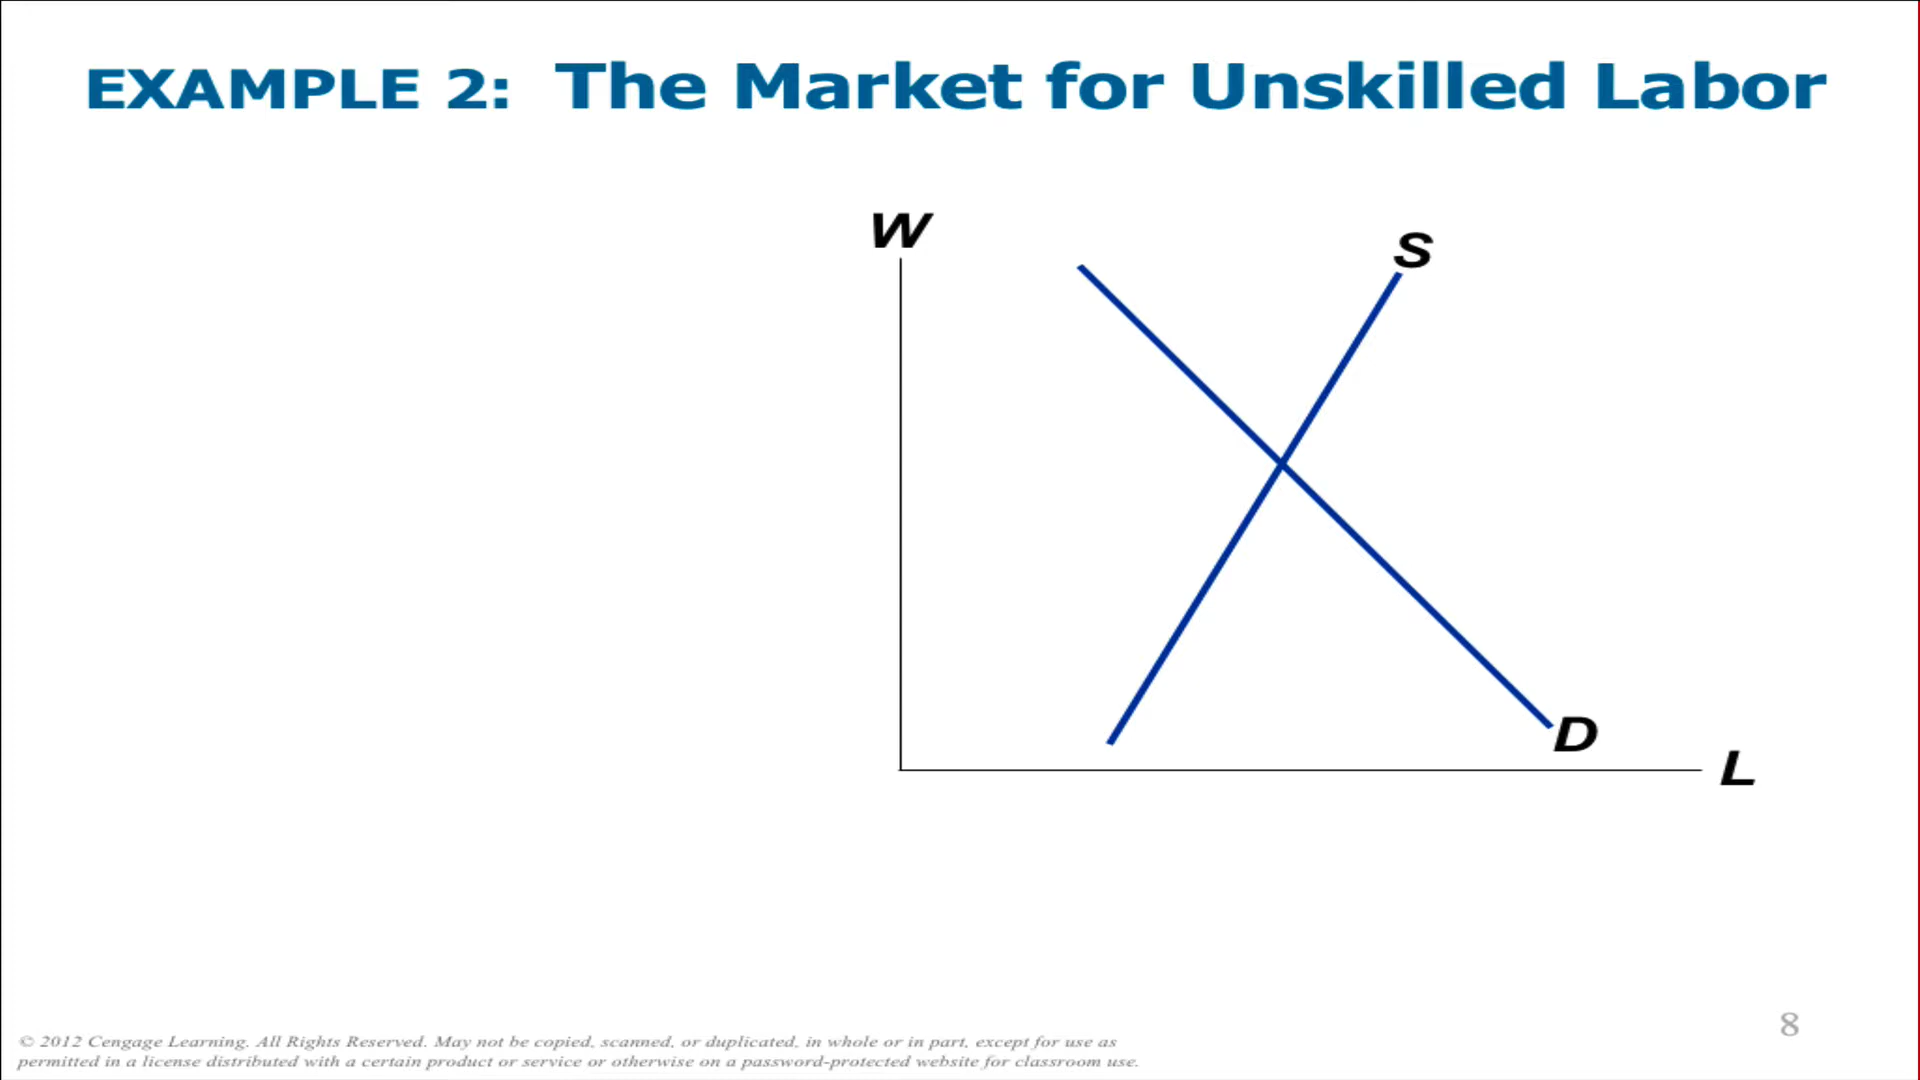 EXAMPLE 2: The Market for Unskilled Labor
W
S
D
L
8
© 2012 Cengage Learning. All Rights Reserved. May not be copied, scanned, or duplicated, in whole or in part, except for use as
permitted in a license distributed with a certain product or service or otherwise on a password-protected website for classroom use.